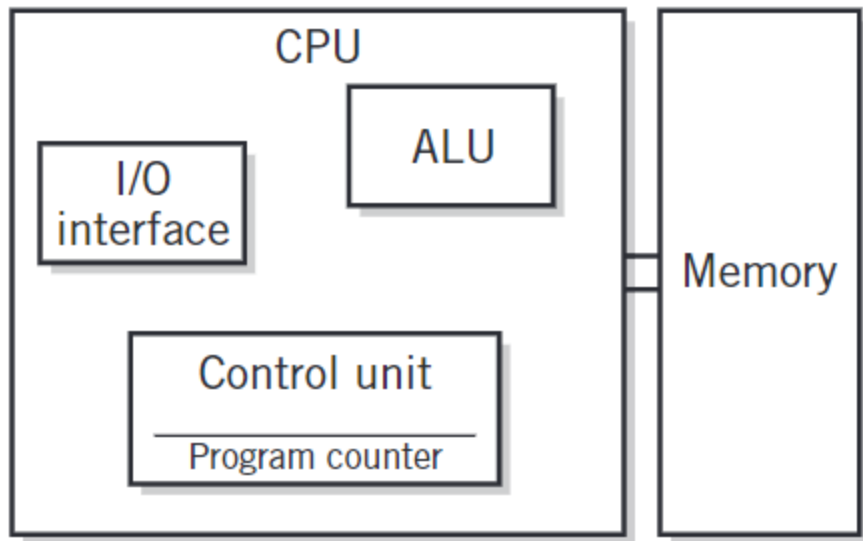 CPU
ALU
I/O
interface
Memory
Control unit
Program counter